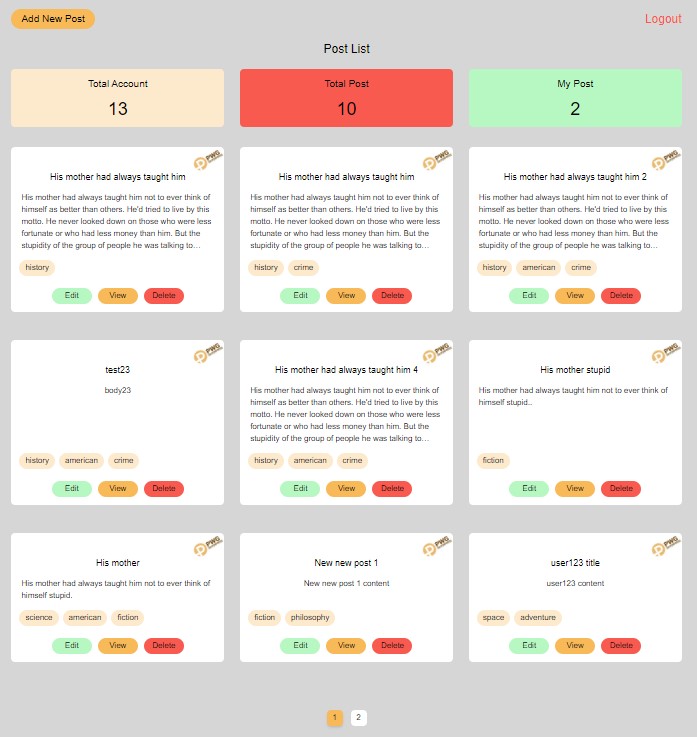 Add New Post
Logout
Post List
Total Account
13
Total Post
10
My Post
2
PWG
His mother had always taught him
His mother had always taught him not to ever think of
himself as better than others. He'd tried to live by this
motto. He never looked down on those who were less
fortunate or who had less money than him. But the
stupidity of the group of people he was talking to...
history
Edit View Delete
PWG
His mother had always taught him
His mother had always taught him not to ever think of
himself as better than others. He'd tried to live by this
motto. He never looked down on those who were less
fortunate or who had less money than him. But the
stupidity of the group of people he was talking to...
history crime
Edit View Delete
PWG
His mother had always taught him 2
His mother had always taught him not to ever think of
himself as better than others. He'd tried to live by this
motto. He never looked down on those who were less
fortunate or who had less money than him. But the
stupidity of the group of people he was talking to...
history american crime
Edit View Delete
PWG
test23
body23
history american crime
Edit View Delete
PWG
His mother had always taught him 4
His mother had always taught him not to ever think of
himself as better than others. He'd tried to live by this
motto. He never looked down on those who were less
fortunate or who had less money than him. But the
stupidity of the group of people he was talking to...
history american crime
Edit View Delete
PWG
His mother stupid
His mother had always taught him not to ever think of
himself stupid..
fiction
Edit View Delete
PWG
His mother
His mother had always taught him not to ever think of
himself stupid.
science american fiction
Edit View Delete
PWG
New new post 1
New new post 1 content
fiction philosophy
Edit View Delete
PWG
user123 title
user123 content
space adventure
Edit View Delete
1 2